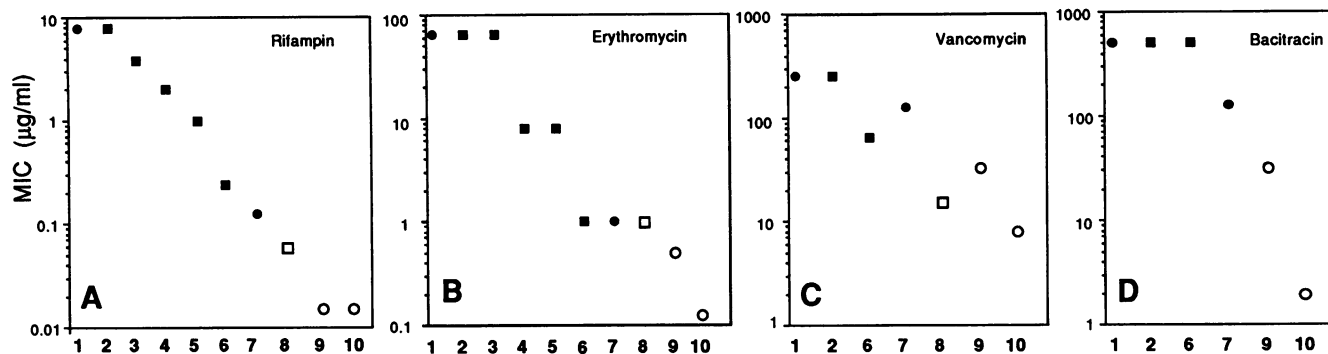 MIC (µg/ml)
10
1
0.1
0.01
Rifampin
A
1 2 3 4 5 6 7 8 9 10
100
10
1
0.1
Erythromycin
B
1 2 3 4 5 6 7 8 9 10
1000
100
10
1
Vancomycin
C
1 2 6 7 8 9 10
1000
100
10
1
Bacitracin
D
1 2 6 7 9 10